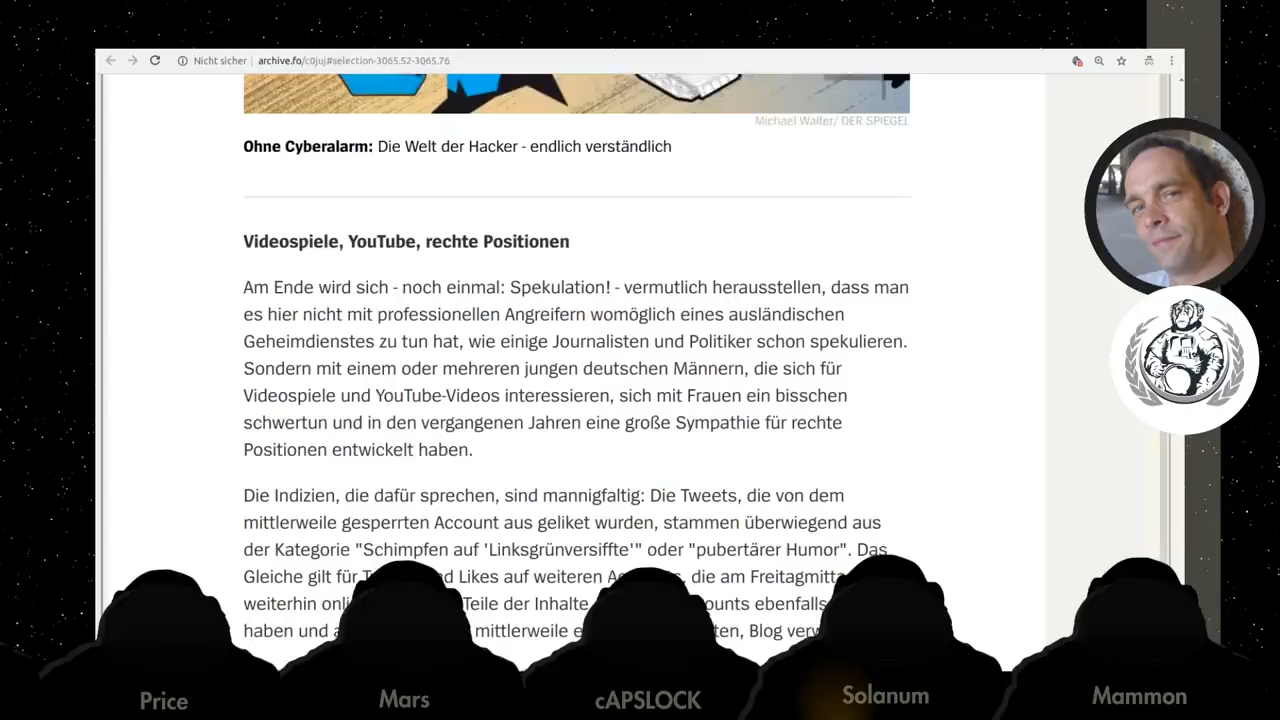 Nicht sicher archive.fo/c0juj#selection-3065.52-3065.76
Michael Walter/ DER SPIEGEL
Ohne Cyberalarm: Die Welt der Hacker - endlich verständlich
Videospiele, YouTube, rechte Positionen
Am Ende wird sich - noch einmal: Spekulation! - vermutlich herausstellen, dass man
es hier nicht mit professionellen Angreifern womöglich eines ausländischen
Geheimdienstes zu tun hat, wie einige Journalisten und Politiker schon spekulieren.
Sondern mit einem oder mehreren jungen deutschen Männern, die sich für
Videospiele und YouTube-Videos interessieren, sich mit Frauen ein bisschen
schwertun und in den vergangenen Jahren eine große Sympathie für rechte
Positionen entwickelt haben.
Die Indizien, die dafür sprechen, sind mannigfaltig: Die Tweets, die von dem
mittlerweile gesperrten Account aus geliket wurden, stammen überwiegend aus
der Kategorie "Schimpfen auf 'Linksgrünversiffte'" oder "pubertärer Humor". Das
Gleiche gilt für Likes auf weiteren die am
weiterhin Teile der Inhalte ebenfalls
haben und mittlerweile Blog
Price Mars cAPSLOCK Solanum Mammon